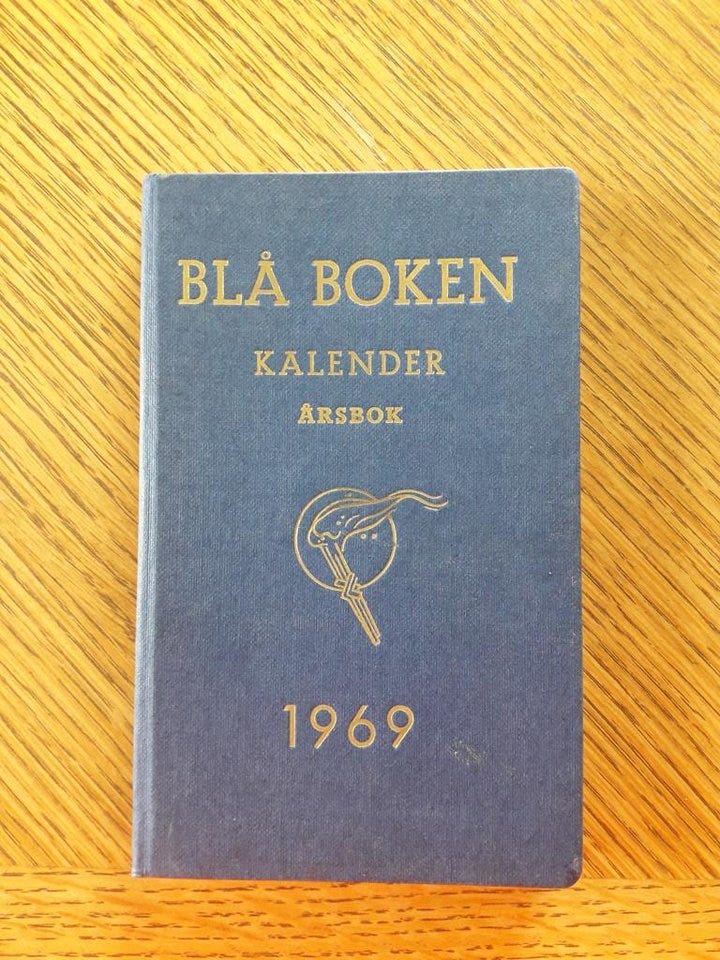 BLÅ BOKEN
KALENDER
ÅRSBOK
1969